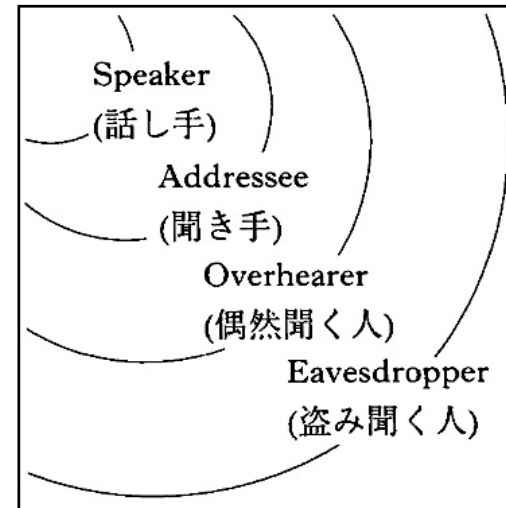 Speaker
(話し手)
Addressee
(聞き手)
Overhearer
(偶然聞く人)
Eavesdropper
(盗み聞く人)